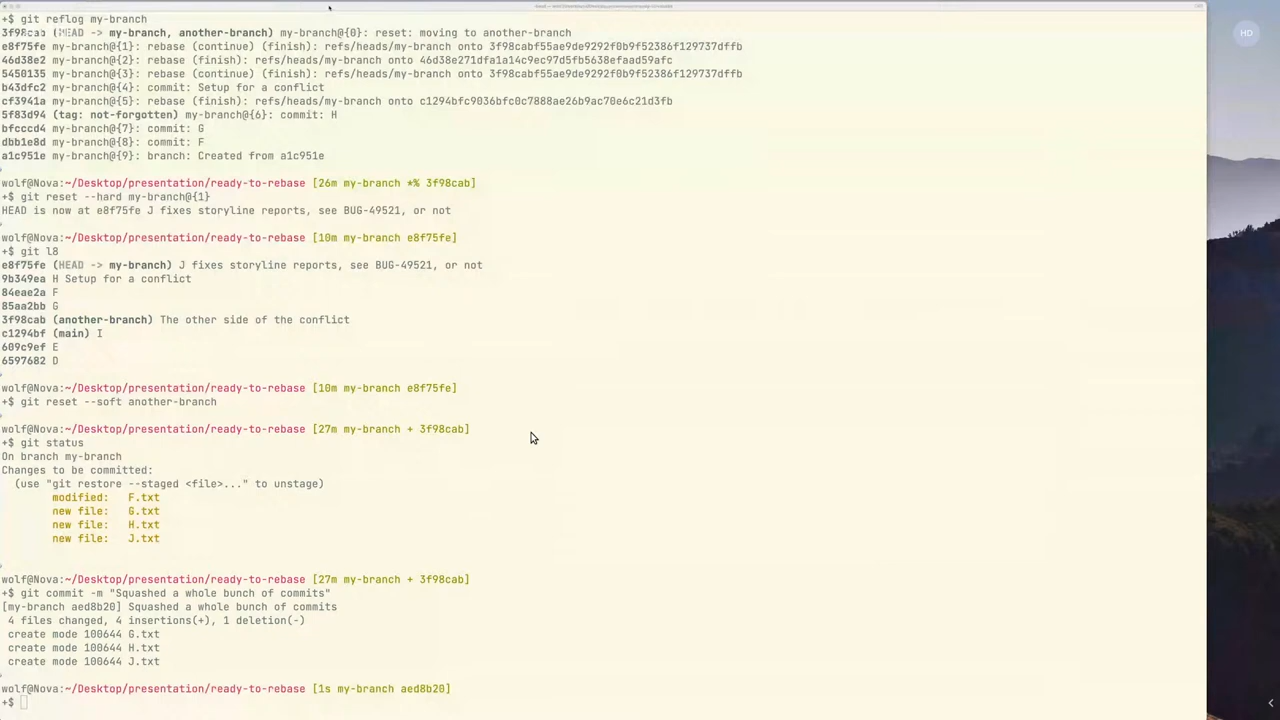 +$ git reflog my-branch
3f98cab (HEAD -> my-branch, another-branch) my-branch@{0}: reset: moving to another-branch
e8f75fe my-branch@{1}: rebase (continue) (finish): refs/heads/my-branch onto 3f98cabf55ae9de9292f0b9f52386f129737dffb
46d38e2 my-branch@{2}: rebase (finish): refs/heads/my-branch onto 46d38e271dfa1a14c9ec97d5fb5638efaad59afc
5450135 my-branch@{3}: rebase (continue) (finish): refs/heads/my-branch onto 3f98cabf55ae9de9292f0b9f52386f129737dffb
b43dfc2 my-branch@{4}: commit: Setup for a conflict
cf3941a my-branch@{5}: rebase (finish): refs/heads/my-branch onto c1294bfc9036bfc0c7888ae26b9ac70e6c21d3fb
5f83d94 (tag: not-forgotten) my-branch@{6}: commit: H
bfcccd4 my-branch@{7}: commit: G
dbb1e8d my-branch@{8}: commit: F
a1c951e my-branch@{9}: branch: Created from a1c951e
wolf@Nova:~/Desktop/presentation/ready-to-rebase [26m my-branch *% 3f98cab]
+$ git reset --hard my-branch@{1}
HEAD is now at e8f75fe J fixes storyline reports, see BUG-49521, or not
wolf@Nova:~/Desktop/presentation/ready-to-rebase [10m my-branch e8f75fe]
+$ git l8
e8f75fe (HEAD -> my-branch) J fixes storyline reports, see BUG-49521, or not
9b349ea H Setup for a conflict
84eae2a F
85aa2bb G
3f98cab (another-branch) The other side of the conflict
c1294bf (main) I
609c9ef E
6597682 D
wolf@Nova:~/Desktop/presentation/ready-to-rebase [10m my-branch e8f75fe]
+$ git reset --soft another-branch
wolf@Nova:~/Desktop/presentation/ready-to-rebase [27m my-branch + 3f98cab]
+$ git status
On branch my-branch
Changes to be committed:
  (use "git restore --staged <file>..." to unstage)
        modified:   F.txt
        new file:   G.txt
        new file:   H.txt
        new file:   J.txt
wolf@Nova:~/Desktop/presentation/ready-to-rebase [27m my-branch + 3f98cab]
+$ git commit -m "Squashed a whole bunch of commits"
[my-branch aed8b20] Squashed a whole bunch of commits
 4 files changed, 4 insertions(+), 1 deletion(-)
 create mode 100644 G.txt
 create mode 100644 H.txt
 create mode 100644 J.txt
wolf@Nova:~/Desktop/presentation/ready-to-rebase [1s my-branch aed8b20]
+$
HD